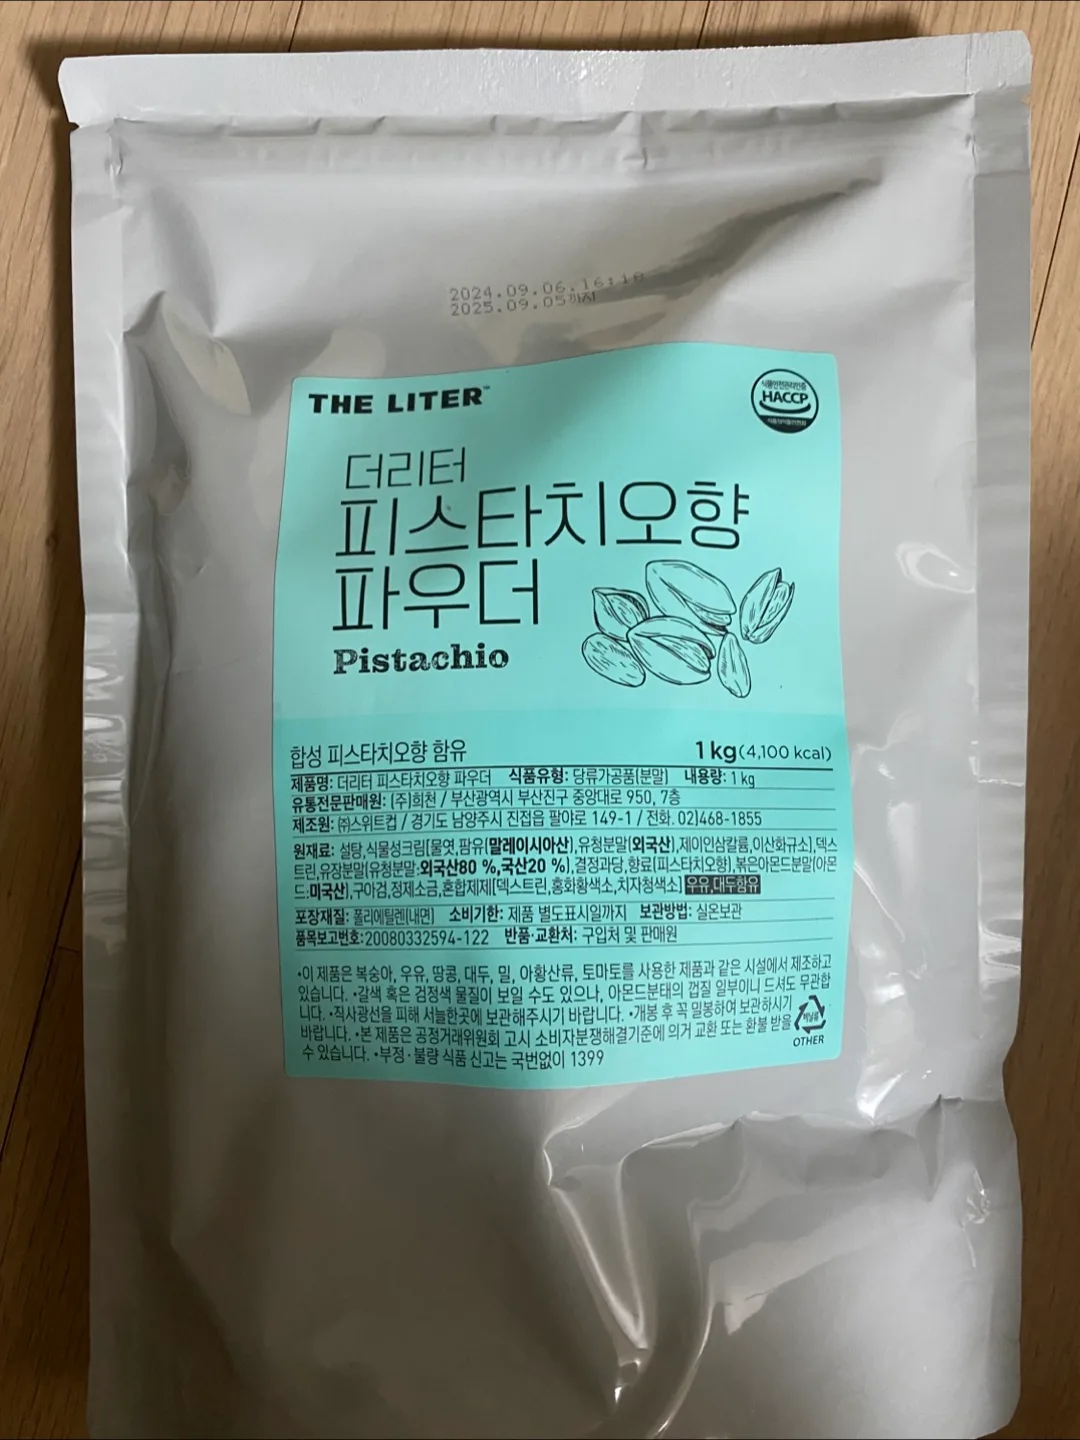 2024.09.06.16:18
2025.09.05까지
THE LITER™
식품안전관리인증
HACCP
더리터
피스타치오향
파우더
Pistachio
합성 피스타치오향 함유 1kg(4,100 kcal)
제품명: 더리터 피스타치오향 파우더 식품유형: 당류가공품(분말) 내용량: 1kg
유통전문판매원: (주)희천 / 부산광역시 부산진구 중앙대로 950, 7층
제조원: ㈜스위트컵 / 경기도 남양주시 진접읍 팔야로 149-1 / 전화. 02)468-1855
원재료: 설탕,식물성크림[물엿,팜유(말레이시아산),유청분말(외국산),제이인산칼륨,이산화규소],덱스
트린,유장분말(유청분말:외국산80 %,국산20 %),결정과당,향료(피스타치오향),볶은아몬드분말(아몬
드:미국산),구아검,정제소금,혼합제제[덱스트린,홍화황색소,치자청색소] 우유,대두함유
포장재질: 폴리에틸렌(내면) 소비기한: 제품 별도표시일까지 보관방법: 실온보관
품목보고번호:20080332594-122 반품·교환처: 구입처 및 판매원
•이 제품은 복숭아, 우유, 땅콩, 대두, 밀, 아황산류, 토마토를 사용한 제품과 같은 시설에서 제조하고
있습니다. •갈색 혹은 검정색 물질이 보일 수도 있으나, 아몬드분태의 껍질 일부이니 드셔도 무관합
니다. •직사광선을 피해 서늘한곳에 보관해주시기 바랍니다. •개봉 후 꼭 밀봉하여 보관하시기
바랍니다. •본 제품은 공정거래위원회 고시 소비자분쟁해결기준에 의거 교환 또는 환불 받을
수 있습니다. •부정·불량 식품 신고는 국번없이 1399
OTHER